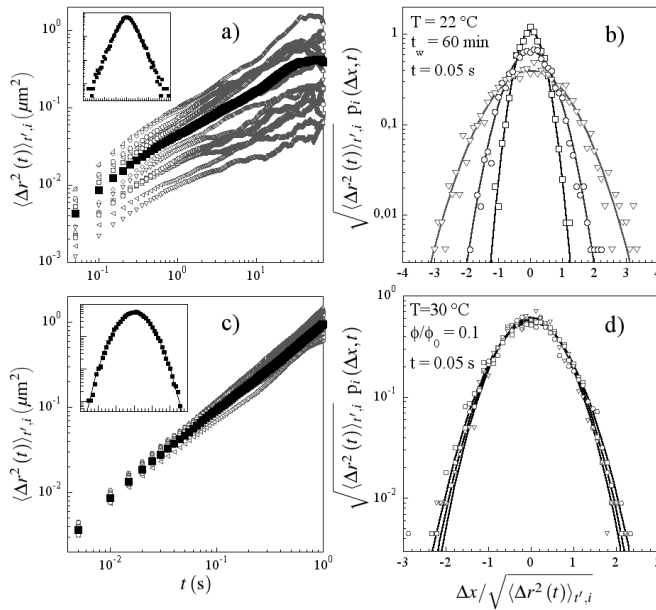 a)
⟨Δr² (t)⟩t',i (μm²)
10⁰
10⁻¹
10⁻²
10⁻³
10⁻¹ 10⁰ 10¹
b)
T = 22 °C
t_w = 60 min
t = 0.05 s
√⟨Δr² (t)⟩t',i p_i (Δx,t)
1
0.1
0,01
-4 -3 -2 -1 0 1 2 3 4
c)
⟨Δr² (t)⟩t',i (μm²)
10⁰
10⁻¹
10⁻²
10⁻² 10⁻¹ 10⁰
t (s)
d)
T=30 °C
ϕ/ϕ₀ = 0.1
t = 0.05 s
√⟨Δr² (t)⟩t',i p_i (Δx,t)
10⁰
10⁻¹
10⁻²
-3 -2 -1 0 1 2 3
Δx/√⟨Δr² (t)⟩t',i